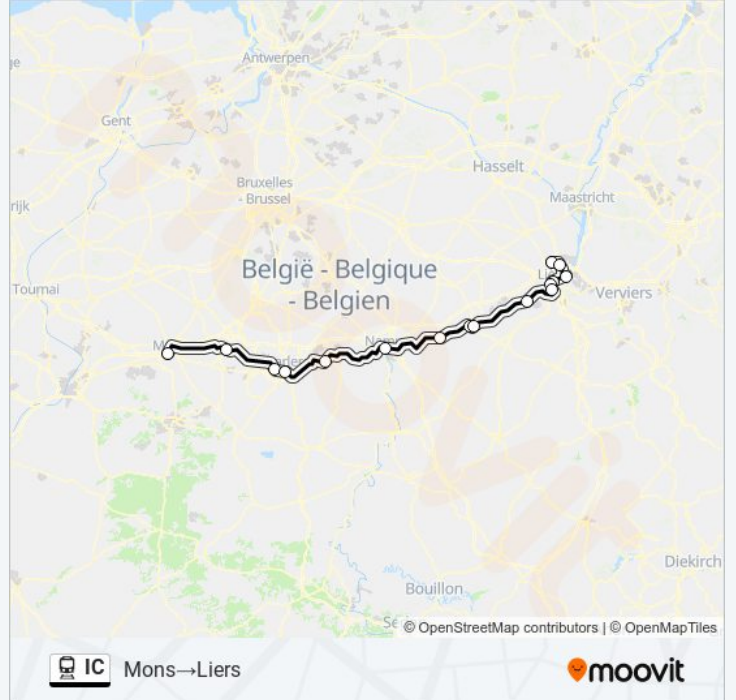 Antwerpen
Gent
Hasselt
Bruxelles
- Brussel
Maastricht
rijk
België - Belgique
- Belgien
Tournai
Verviers
Diekirch
Bouillon
© OpenStreetMap contributors | © OpenMapTiles
IC Mons→Liers
moovit